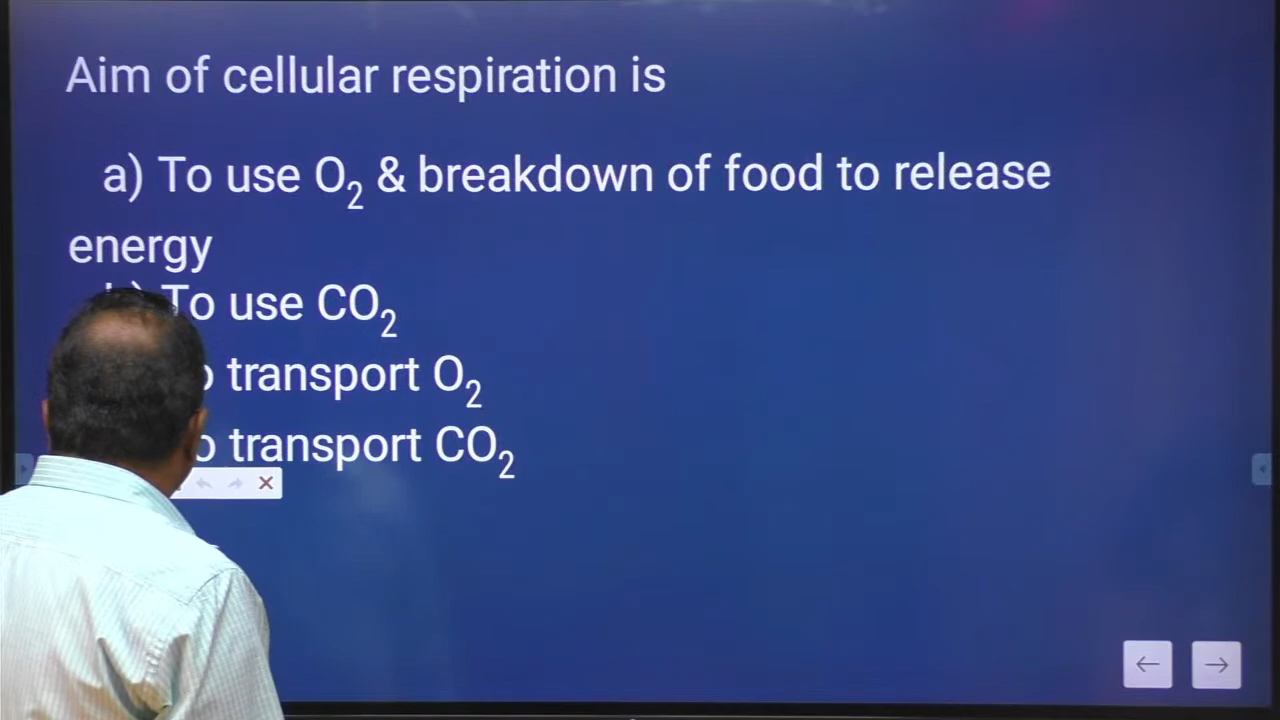 Aim of cellular respiration is
a) To use O₂ & breakdown of food to release
energy
To use CO₂
transport O₂
transport CO₂